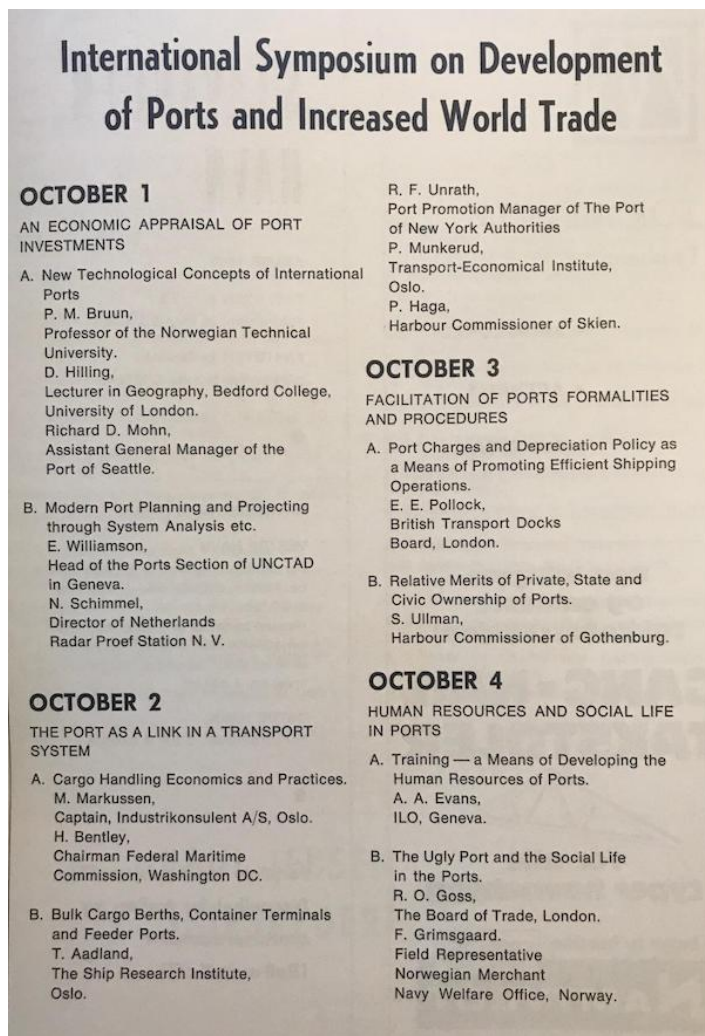 International Symposium on Development
of Ports and Increased World Trade
OCTOBER 1
AN ECONOMIC APPRAISAL OF PORT
INVESTMENTS
A. New Technological Concepts of International
Ports
P. M. Bruun,
Professor of the Norwegian Technical
University.
D. Hilling,
Lecturer in Geography, Bedford College,
University of London.
Richard D. Mohn,
Assistant General Manager of the
Port of Seattle.
B. Modern Port Planning and Projecting
through System Analysis etc.
E. Williamson,
Head of the Ports Section of UNCTAD
in Geneva.
N. Schimmel,
Director of Netherlands
Radar Proef Station N. V.
OCTOBER 2
THE PORT AS A LINK IN A TRANSPORT
SYSTEM
A. Cargo Handling Economics and Practices.
M. Markussen,
Captain, Industrikonsulent A/S, Oslo.
H. Bentley,
Chairman Federal Maritime
Commission, Washington DC.
B. Bulk Cargo Berths, Container Terminals
and Feeder Ports.
T. Aadland,
The Ship Research Institute,
Oslo.
R. F. Unrath,
Port Promotion Manager of The Port
of New York Authorities
P. Munkerud,
Transport-Economical Institute,
Oslo.
P. Haga,
Harbour Commissioner of Skien.
OCTOBER 3
FACILITATION OF PORTS FORMALITIES
AND PROCEDURES
A. Port Charges and Depreciation Policy as
a Means of Promoting Efficient Shipping
Operations.
E. E. Pollock,
British Transport Docks
Board, London.
B. Relative Merits of Private, State and
Civic Ownership of Ports.
S. Ullman,
Harbour Commissioner of Gothenburg.
OCTOBER 4
HUMAN RESOURCES AND SOCIAL LIFE
IN PORTS
A. Training — a Means of Developing the
Human Resources of Ports.
A. A. Evans,
ILO, Geneva.
B. The Ugly Port and the Social Life
in the Ports.
R. O. Goss,
The Board of Trade, London.
F. Grimsgaard.
Field Representative
Norwegian Merchant
Navy Welfare Office, Norway.